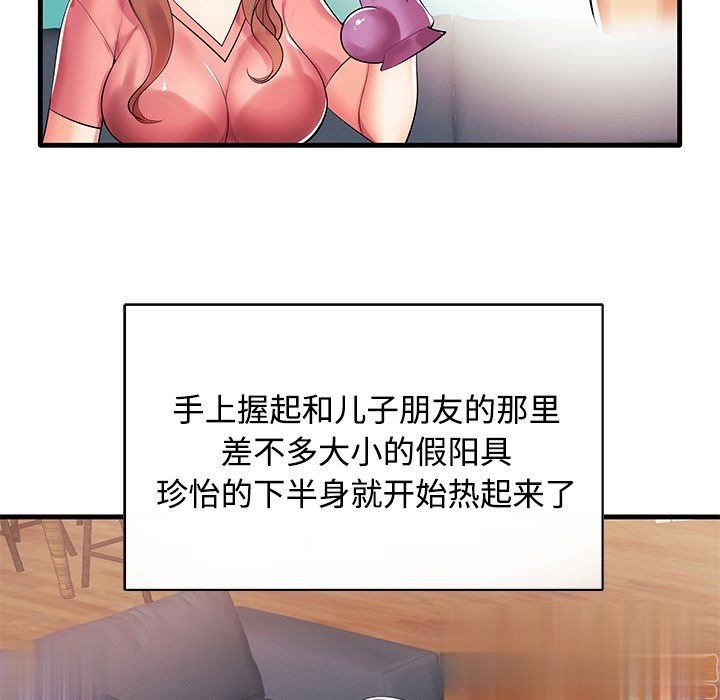 手上握起和儿子朋友的那里
差不多大小的假阳具
珍怡的下半身就开始热起来了